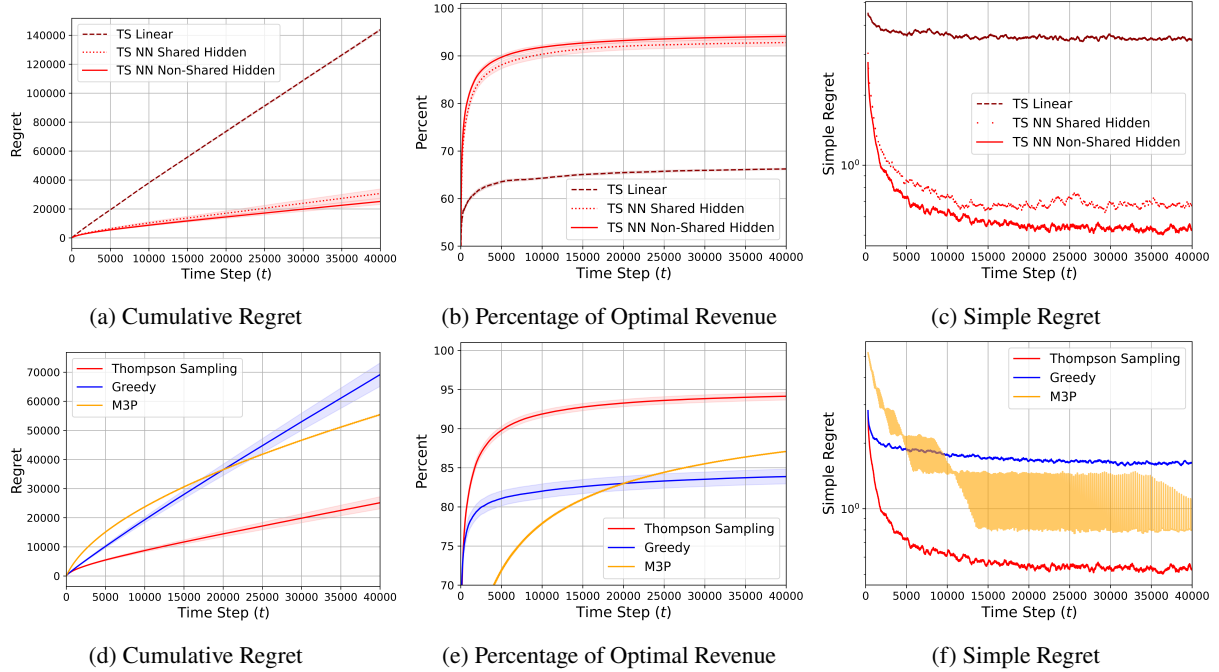 140000
120000
100000
80000
60000
40000
20000
0
Regret
TS Linear
TS NN Shared Hidden
TS NN Non-Shared Hidden
0 5000 10000 15000 20000 25000 30000 35000 40000
Time Step (t)
(a) Cumulative Regret
100
90
80
70
60
50
Percent
TS Linear
TS NN Shared Hidden
TS NN Non-Shared Hidden
0 5000 10000 15000 20000 25000 30000 35000 40000
Time Step (t)
(b) Percentage of Optimal Revenue
10⁰
Simple Regret
TS Linear
TS NN Shared Hidden
TS NN Non-Shared Hidden
0 5000 10000 15000 20000 25000 30000 35000 40000
Time Step (t)
(c) Simple Regret
70000
60000
50000
40000
30000
20000
10000
0
Regret
Thompson Sampling
Greedy
M3P
0 5000 10000 15000 20000 25000 30000 35000 40000
Time Step (t)
(d) Cumulative Regret
100
95
90
85
80
75
70
Percent
Thompson Sampling
Greedy
M3P
0 5000 10000 15000 20000 25000 30000 35000 40000
Time Step (t)
(e) Percentage of Optimal Revenue
10⁰
Simple Regret
Thompson Sampling
Greedy
M3P
0 5000 10000 15000 20000 25000 30000 35000 40000
Time Step (t)
(f) Simple Regret